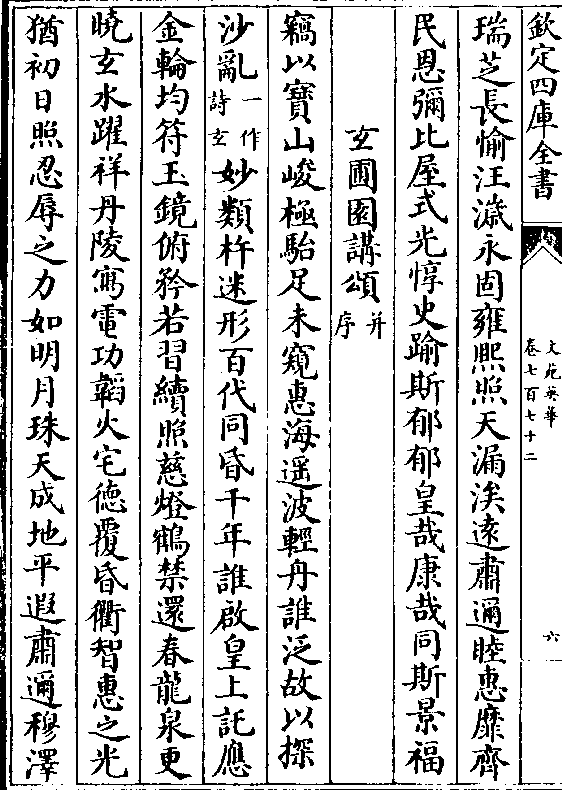 欽定四庫全書
文苑英華
卷七百七十二
六
瑞芝長愉汪濊永固雍熙照天漏涘遠肅邇睦惠靡齊
民恩彌比屋式光惇史踰斯郁郁皇哉康哉同斯景福
玄圃園講頌并序
竊以寶山峻極駘足未窺惠海遥波輕舟誰泛故以探
沙亂一作詩玄妙類杵迷形百代同昏千年誰啟皇上託應
金輪均符玉鏡俯矜若習續照慈燈鶴禁還春龍泉更
曉玄水躍祥丹陵寫電功韜火宅德覆昏衢智惠之光
猶初日照忍辱之力如明月珠天成地平遐肅邇穆澤